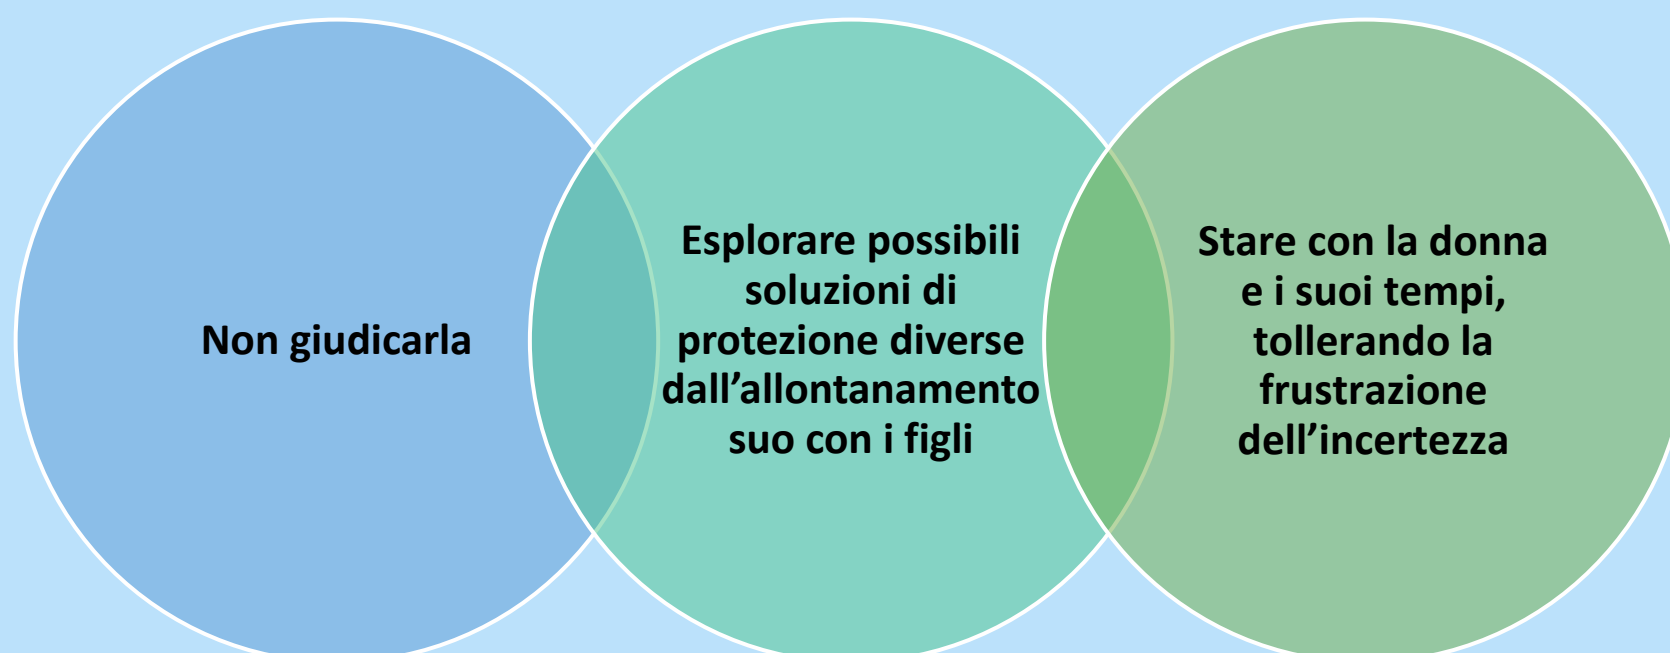 Non giudicarla
Esplorare possibili
soluzioni di
protezione diverse
dall’allontanamento
suo con i figli
Stare con la donna
e i suoi tempi,
tollerando la
frustrazione
dell’incertezza